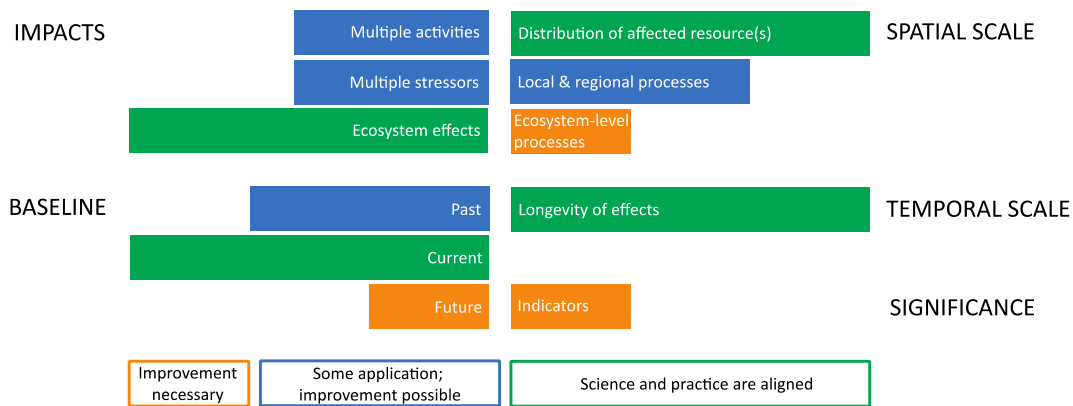 IMPACTS
Multiple activities
Multiple stressors
Ecosystem effects
Distribution of affected resource(s)
Local & regional processes
Ecosystem-level
processes
SPATIAL SCALE
BASELINE
Past
Current
Future
Longevity of effects
TEMPORAL SCALE
Indicators
SIGNIFICANCE
Improvement
necessary
Some application;
improvement possible
Science and practice are aligned